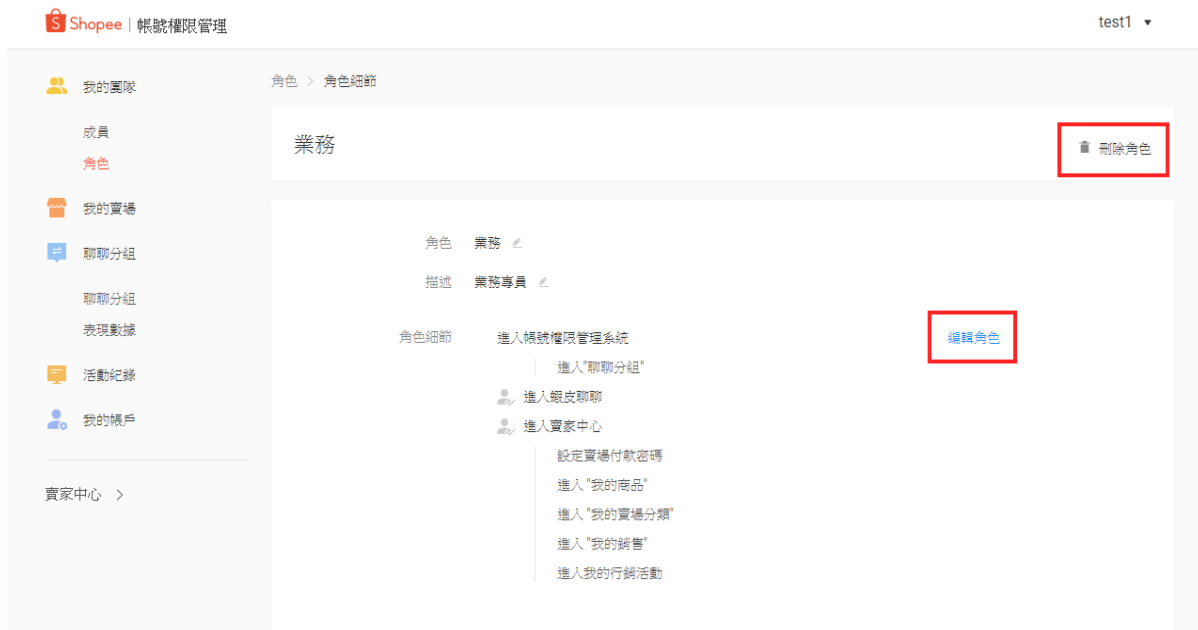 Shopee | 帳號權限管理
test1
我的團隊
成員
角色
我的賣場
聊聊分組
聊聊分組
表現數據
活動紀錄
我的帳戶
賣家中心 >
角色 > 角色細節
業務
刪除角色
角色 業務
描述 業務專員
角色細節 進入帳號權限管理系統 編輯角色
進入"聊聊分組"
進入蝦皮聊聊
進入賣家中心
設定賣場付款密碼
進入 "我的商品"
進入 "我的賣場分類"
進入 "我的銷售"
進入我的行銷活動